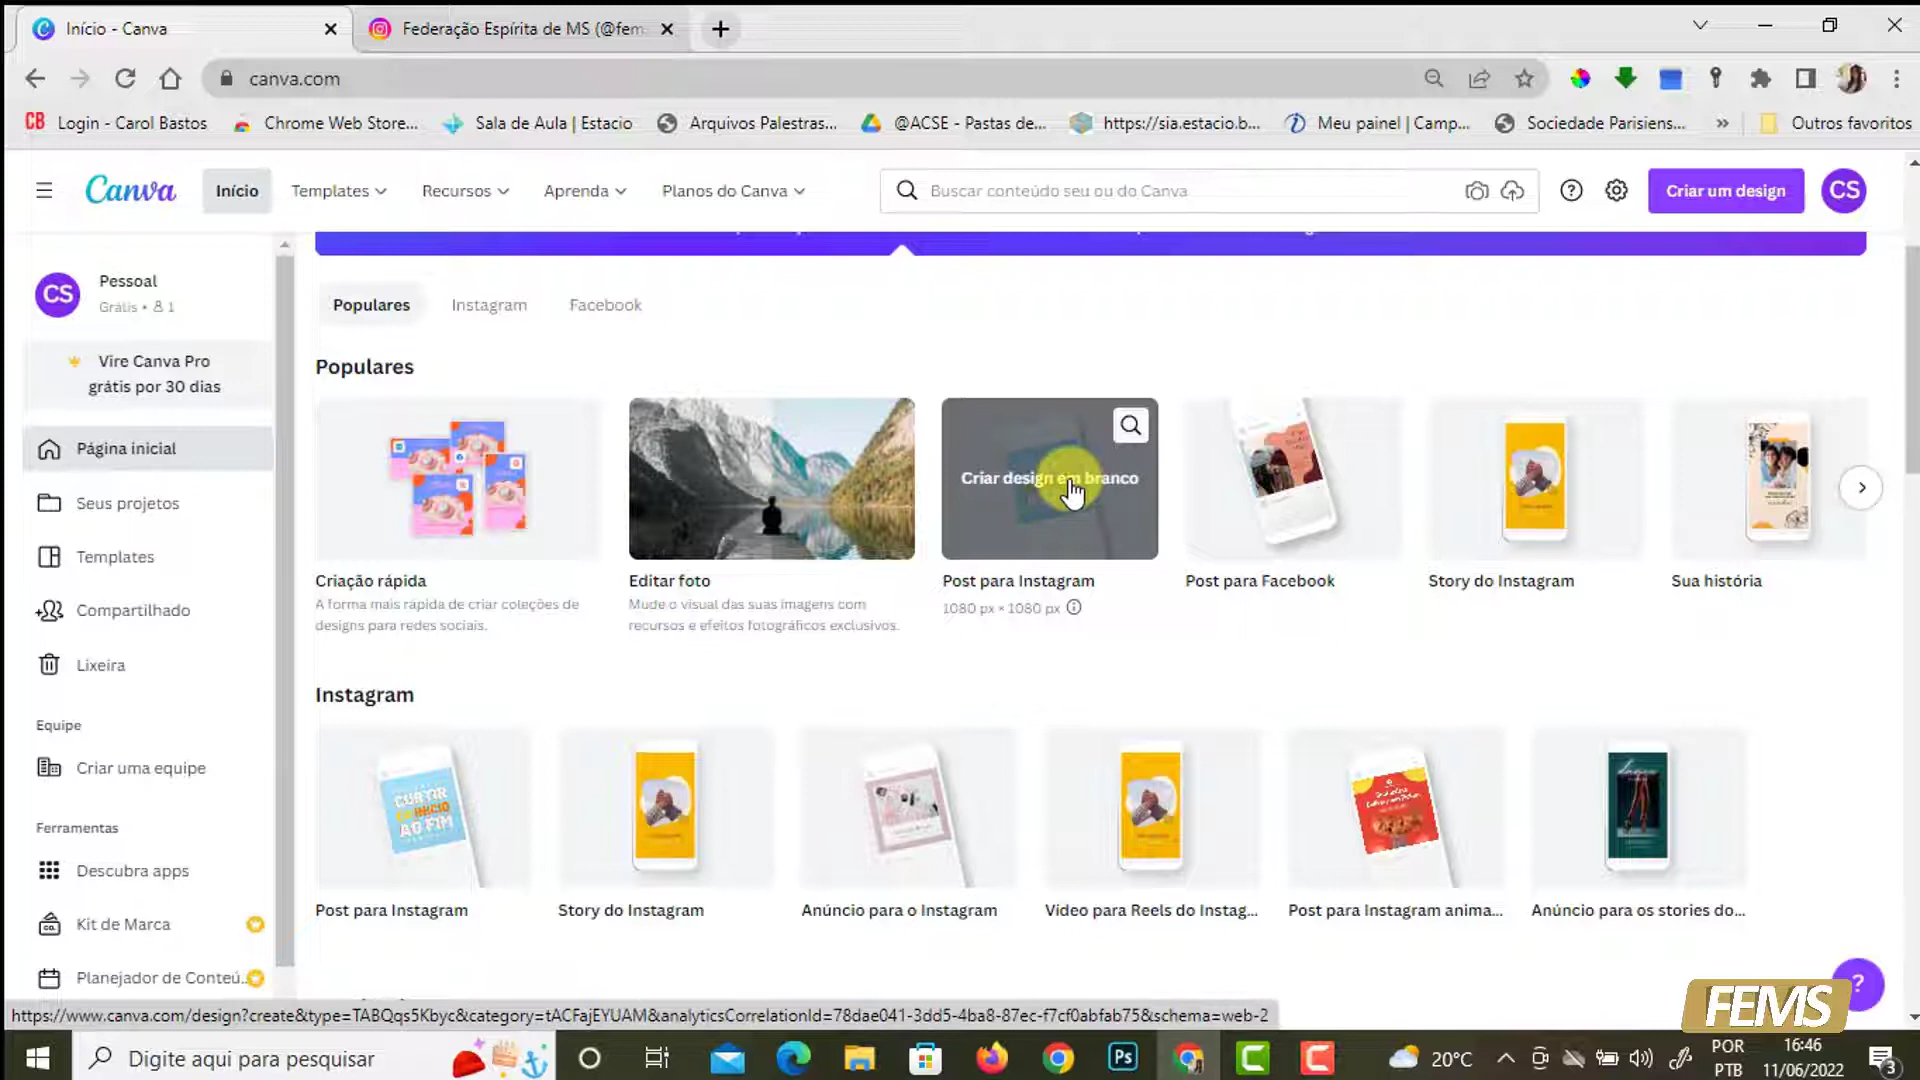 Início - Canva
Federação Espírita de MS (@fem
canva.com
CB Login - Carol Bastos
Chrome Web Store...
Sala de Aula | Estacio
Arquivos Palestras...
@ACSE - Pastas de...
https://sia.estacio.b...
Meu painel | Camp...
Sociedade Parisiens...
»
Outros favoritos
Canva
Início
Templates
Recursos
Aprenda
Planos do Canva
Buscar conteúdo seu ou do Canva
Criar um design
CS
CS
Pessoal
Grátis • 1
Vire Canva Pro
grátis por 30 dias
Página inicial
Seus projetos
Templates
Compartilhado
Lixeira
Equipe
Criar uma equipe
Ferramentas
Descubra apps
Kit de Marca
Planejador de Conteú...
Populares
Instagram
Facebook
Populares
Criar design em branco
Criação rápida
A forma mais rápida de criar coleções de
designs para redes sociais.
Editar foto
Mude o visual das suas imagens com
recursos e efeitos fotográficos exclusivos.
Post para Instagram
1080 px × 1080 px
Post para Facebook
Story do Instagram
Sua história
Instagram
CURTIR
DO INÍCIO
AO FIM
Post para Instagram
Story do Instagram
Anúncio para o Instagram
Vídeo para Reels do Instag...
Post para Instagram anima...
Anúncio para os stories do...
?
FEMS
https://www.canva.com/design?create&type=TABQqs5Kbyc&category=tACFajEYUAM&analyticsCorrelationId=78dae041-3dd5-4ba8-87ec-f7cf0abfab75&schema=web-2
Digite aqui para pesquisar
Ps
20°C
POR
PTB
16:46
11/06/2022
3